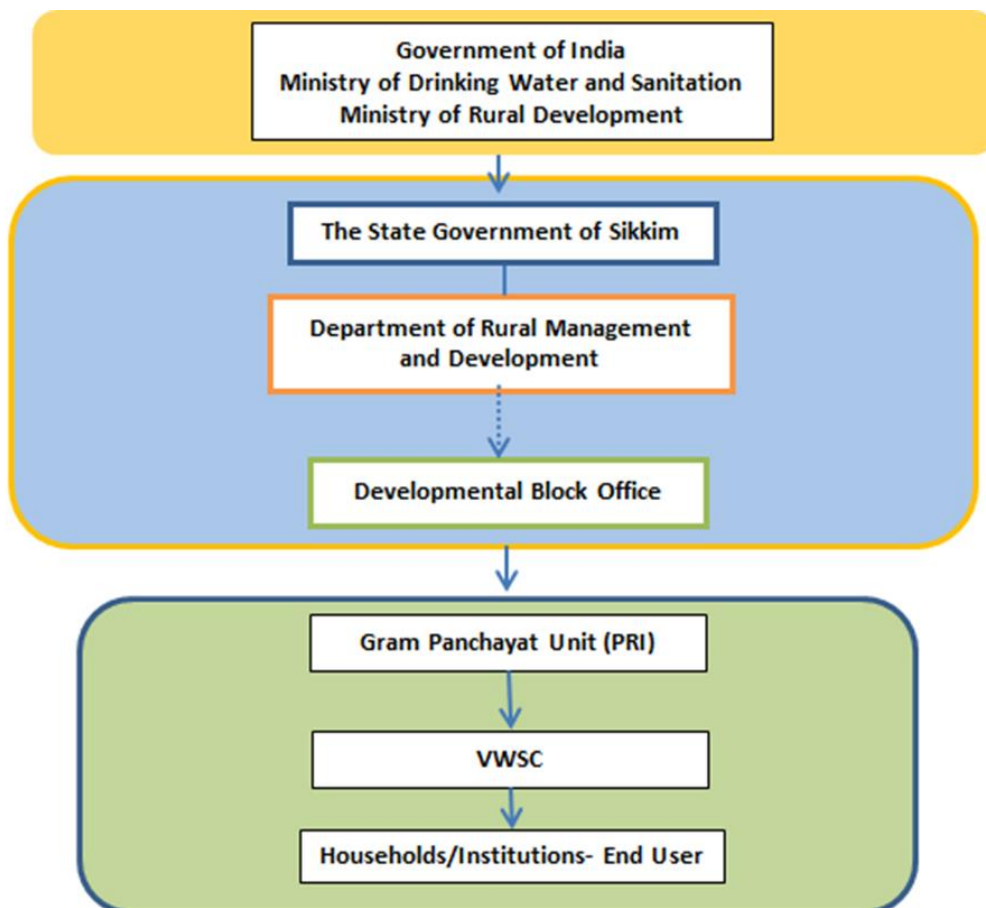 Government of India
Ministry of Drinking Water and Sanitation
Ministry of Rural Development
The State Government of Sikkim
Department of Rural Management
and Development
Developmental Block Office
Gram Panchayat Unit (PRI)
VWSC
Households/Institutions- End User